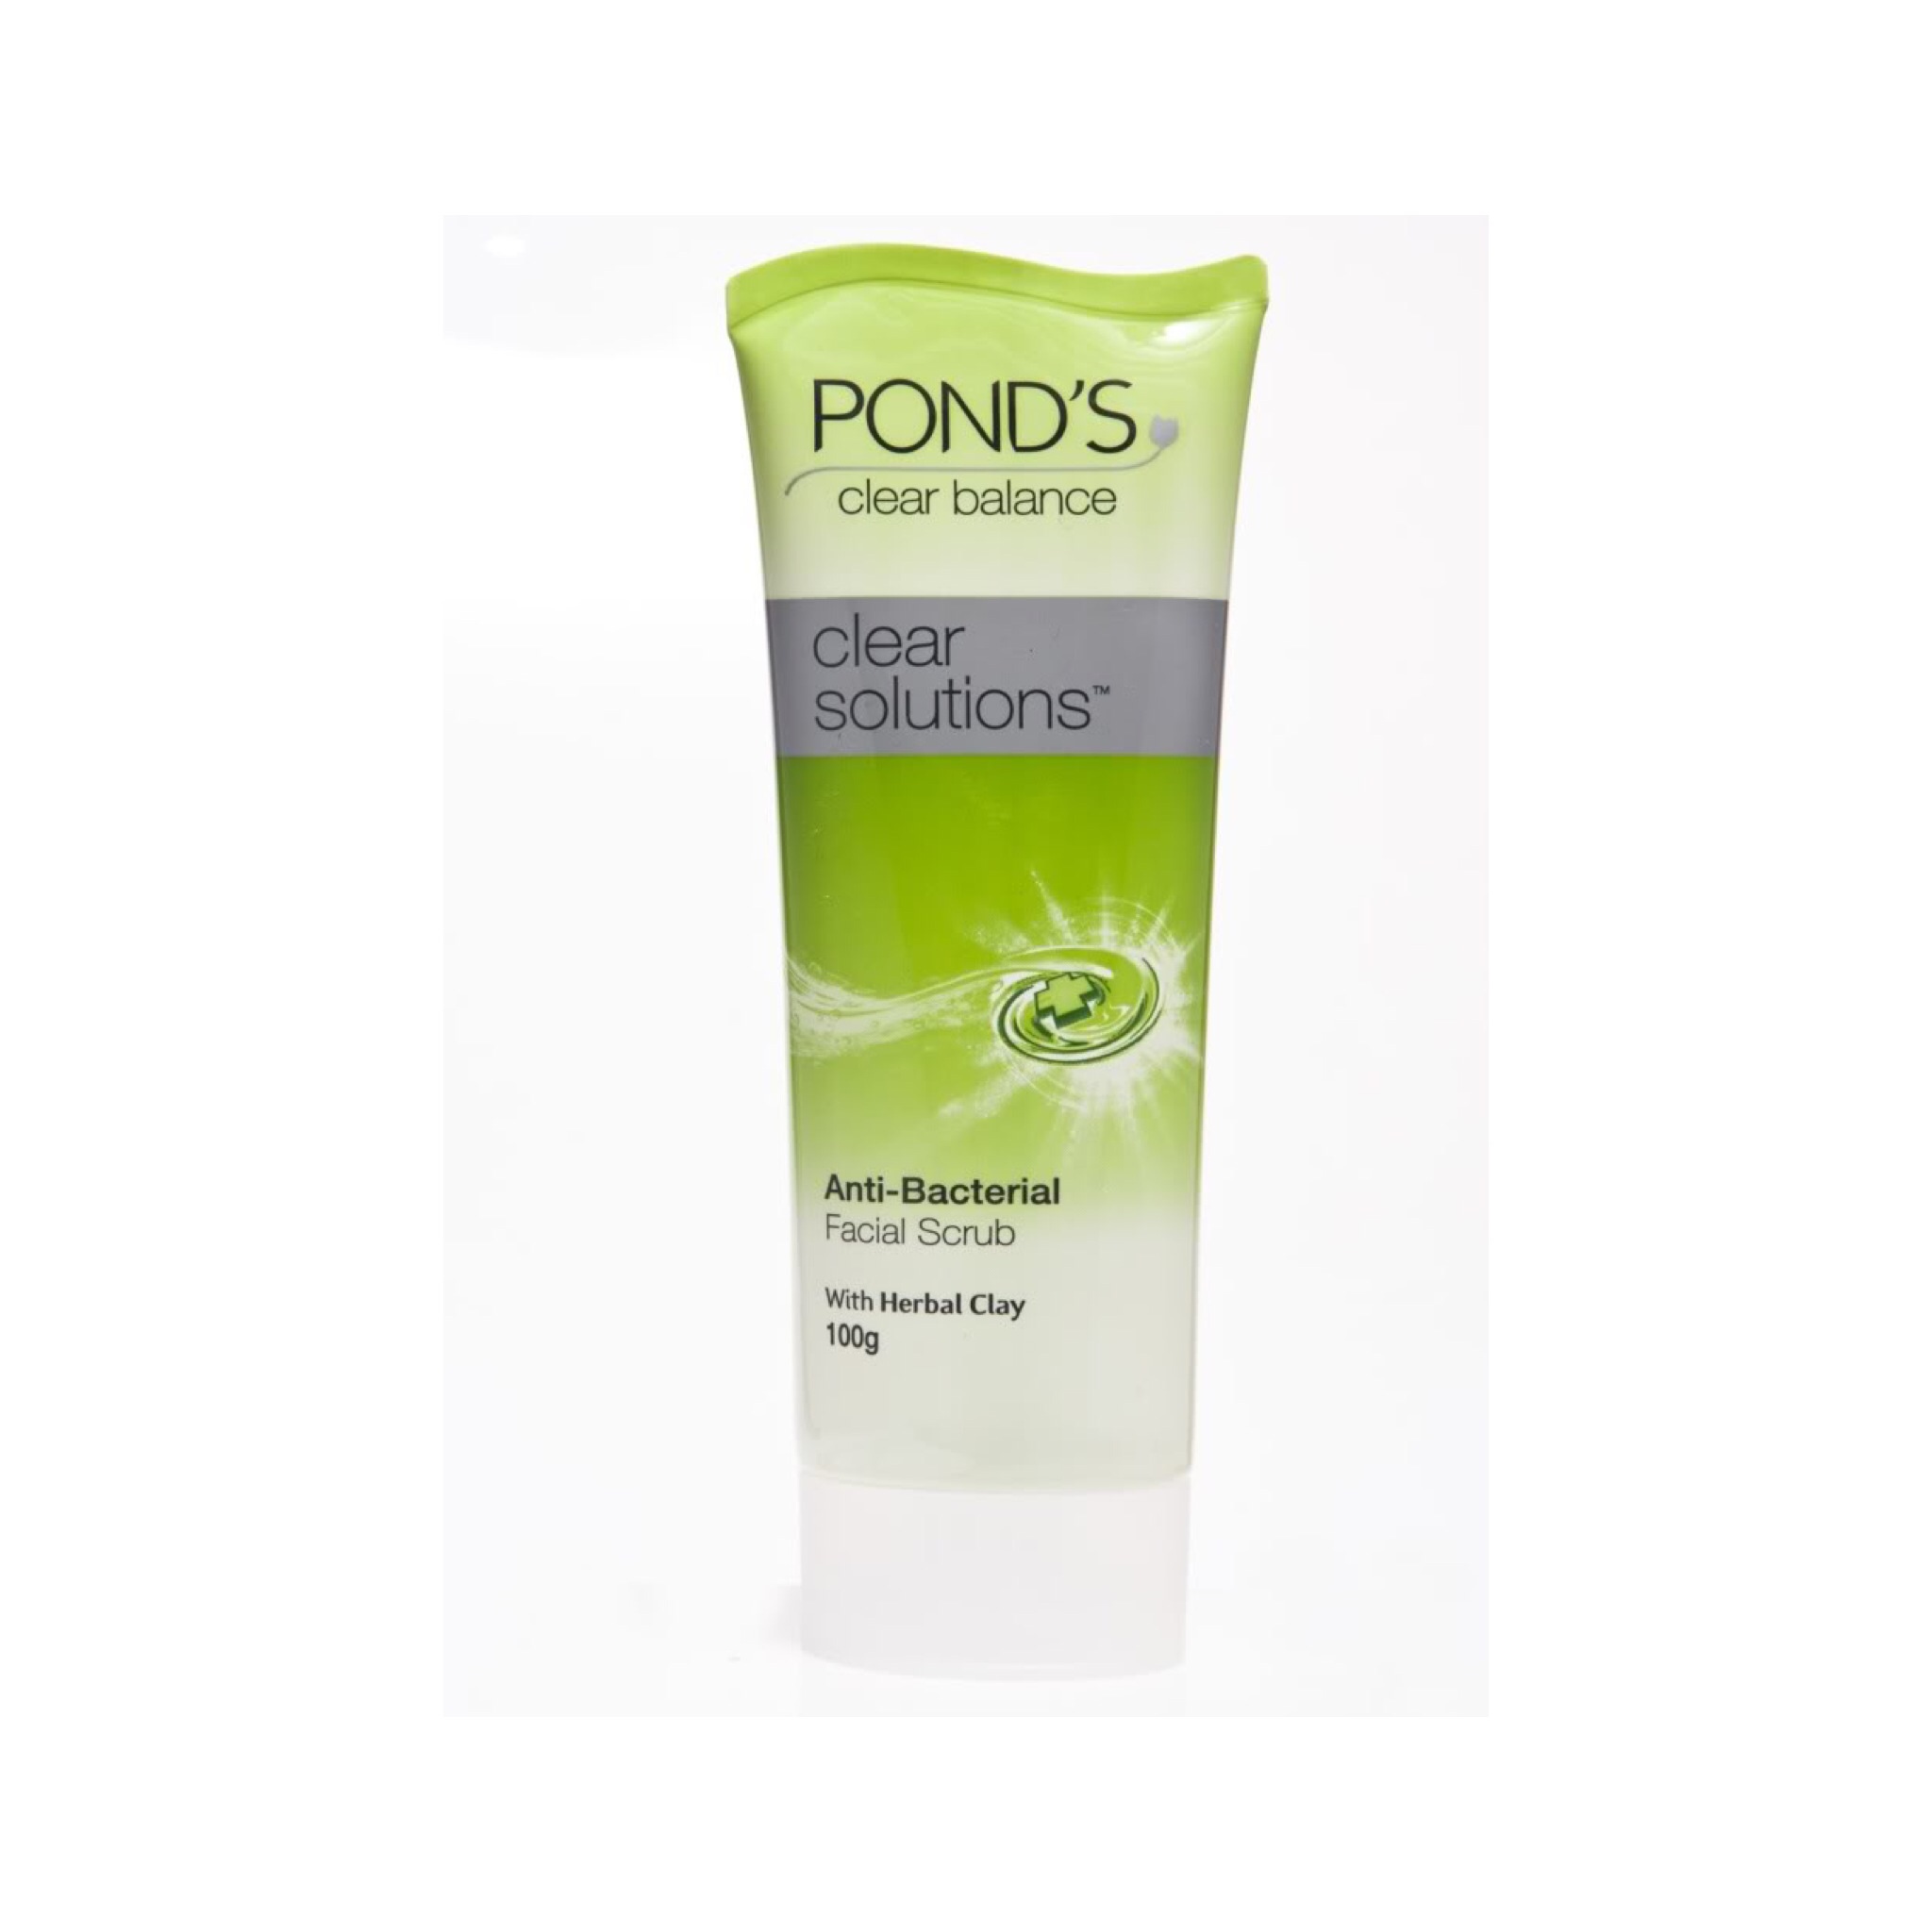 POND'S
clear balance
clear
solutions™
Anti-Bacterial
Facial Scrub
With Herbal Clay
100g